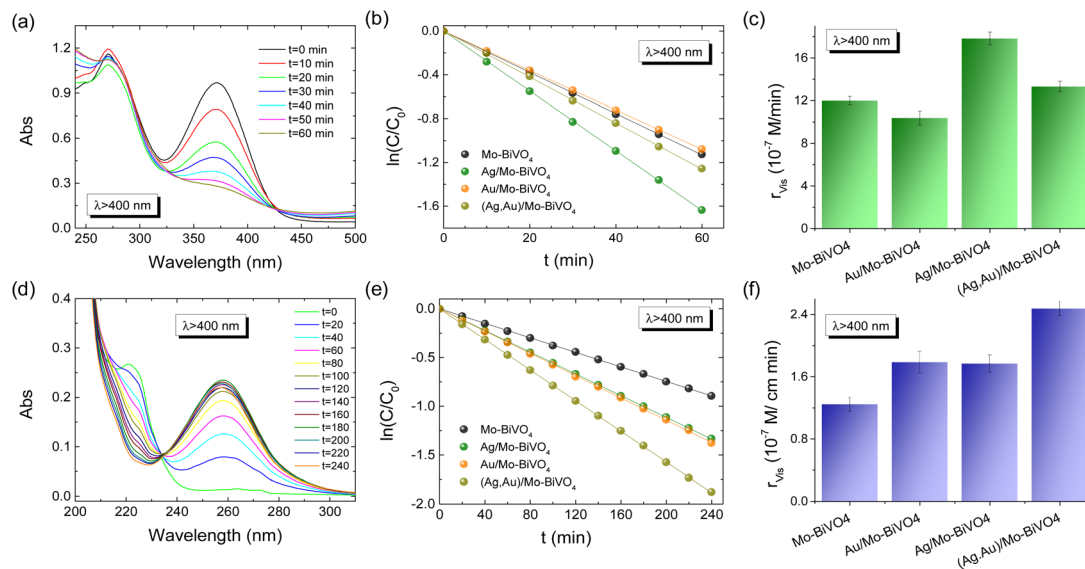 (a)
1.2
0.9
0.6
0.3
0.0
Abs
t=0 min
t=10 min
t=20 min
t=30 min
t=40 min
t=50 min
t=60 min
λ>400 nm
250
300
350
400
450
500
Wavelength (nm)
(b)
0.0
-0.4
-0.8
-1.2
-1.6
ln(C/C₀)
λ>400 nm
Mo-BiVO₄
Ag/Mo-BiVO₄
Au/Mo-BiVO₄
(Ag,Au)/Mo-BiVO₄
0
10
20
30
40
50
60
t (min)
(c)
18
15
12
9
6
r_Vis (10⁻⁷ M/min)
λ>400 nm
Mo-BiVO4
Au/Mo-BiVO4
Ag/Mo-BiVO4
(Ag,Au)/Mo-BiVO4
(d)
0.4
0.3
0.2
0.1
0.0
Abs
λ>400 nm
t=0
t=20
t=40
t=60
t=80
t=100
t=120
t=140
t=160
t=180
t=200
t=220
t=240
200
220
240
260
280
300
Wavelength (nm)
(e)
0.0
-0.5
-1.0
-1.5
-2.0
ln(C/C₀)
λ>400 nm
Mo-BiVO₄
Ag/Mo-BiVO₄
Au/Mo-BiVO₄
(Ag,Au)/Mo-BiVO₄
0
40
80
120
160
200
240
t (min)
(f)
2.4
1.6
0.8
0.0
r_Vis (10⁻⁷ M/ cm min)
λ>400 nm
Mo-BiVO4
Au/Mo-BiVO4
Ag/Mo-BiVO4
(Ag,Au)/Mo-BiVO4